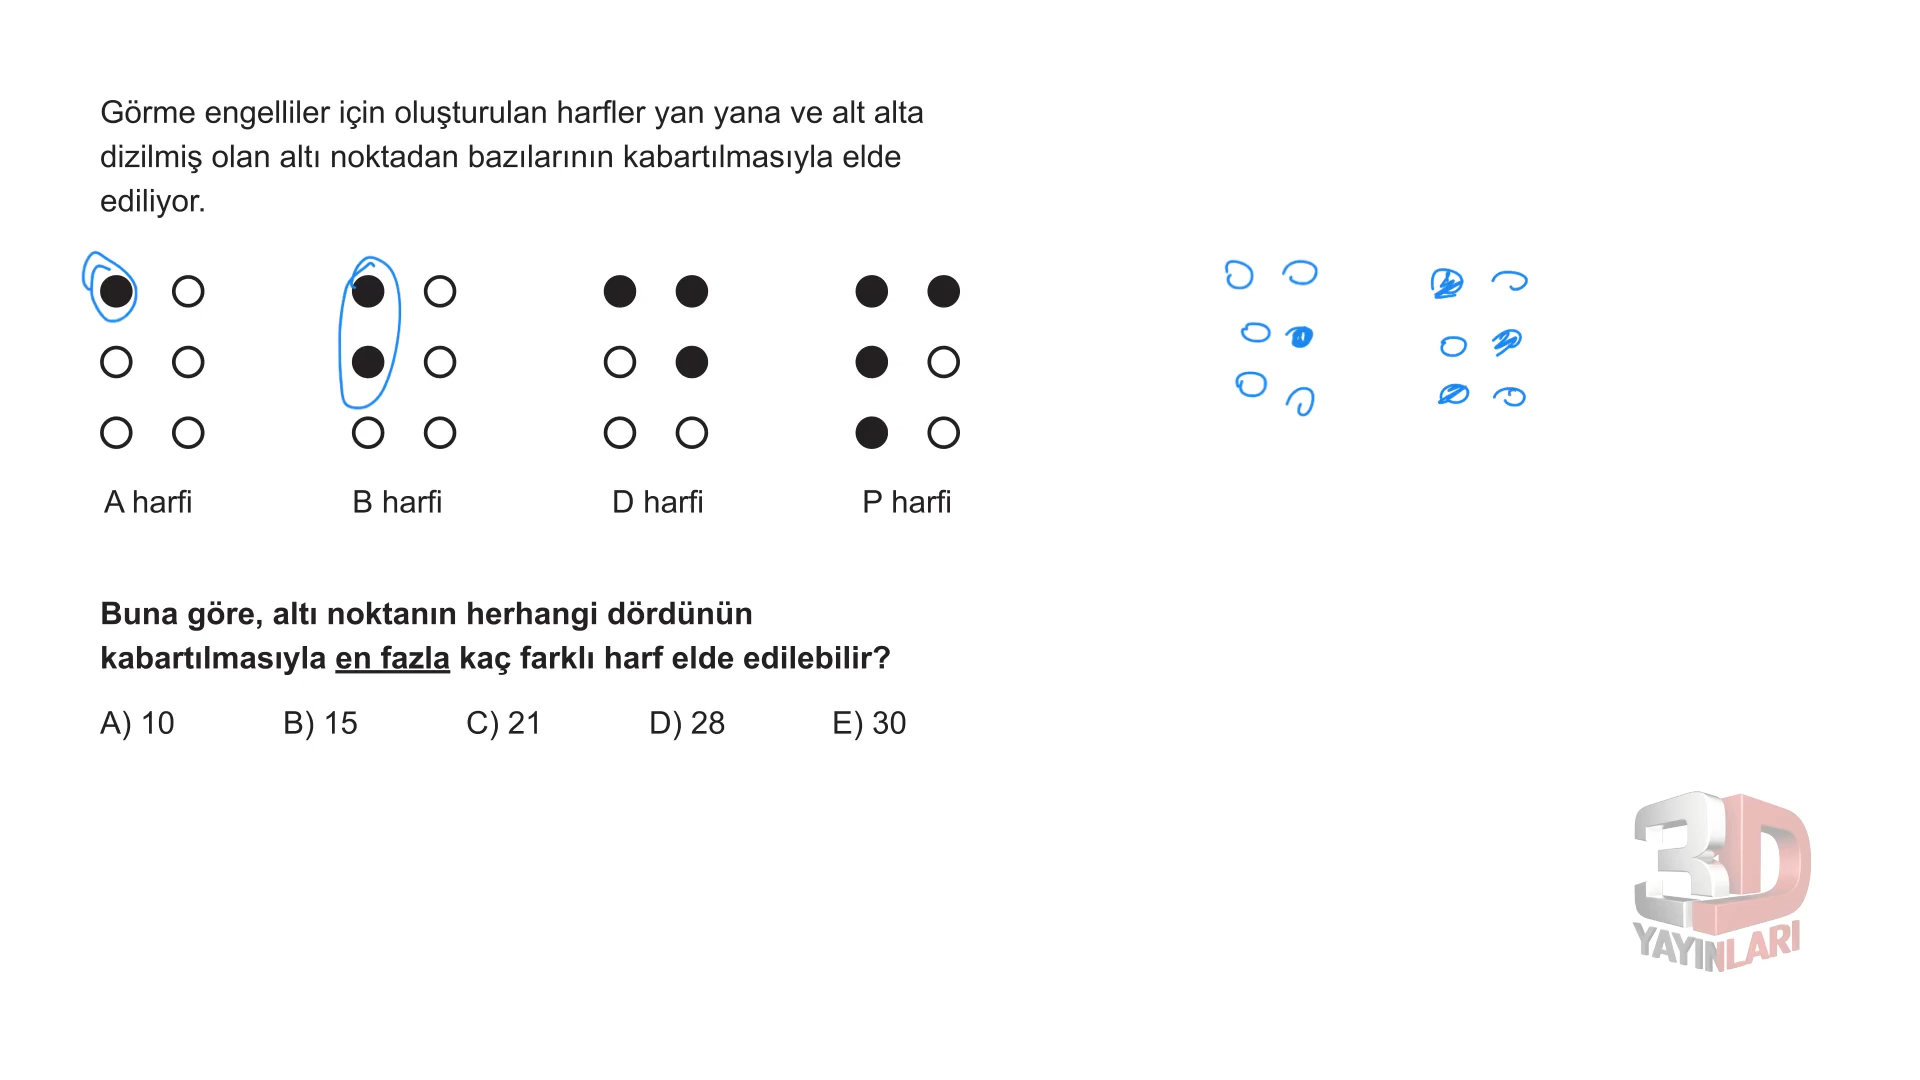 Görme engelliler için oluşturulan harfler yan yana ve alt alta
dizilmiş olan altı noktadan bazılarının kabartılmasıyla elde
ediliyor.
A harfi B harfi D harfi P harfi
Buna göre, altı noktanın herhangi dördünün
kabartılmasıyla en fazla kaç farklı harf elde edilebilir?
A) 10 B) 15 C) 21 D) 28 E) 30
3D
YAYINLARI